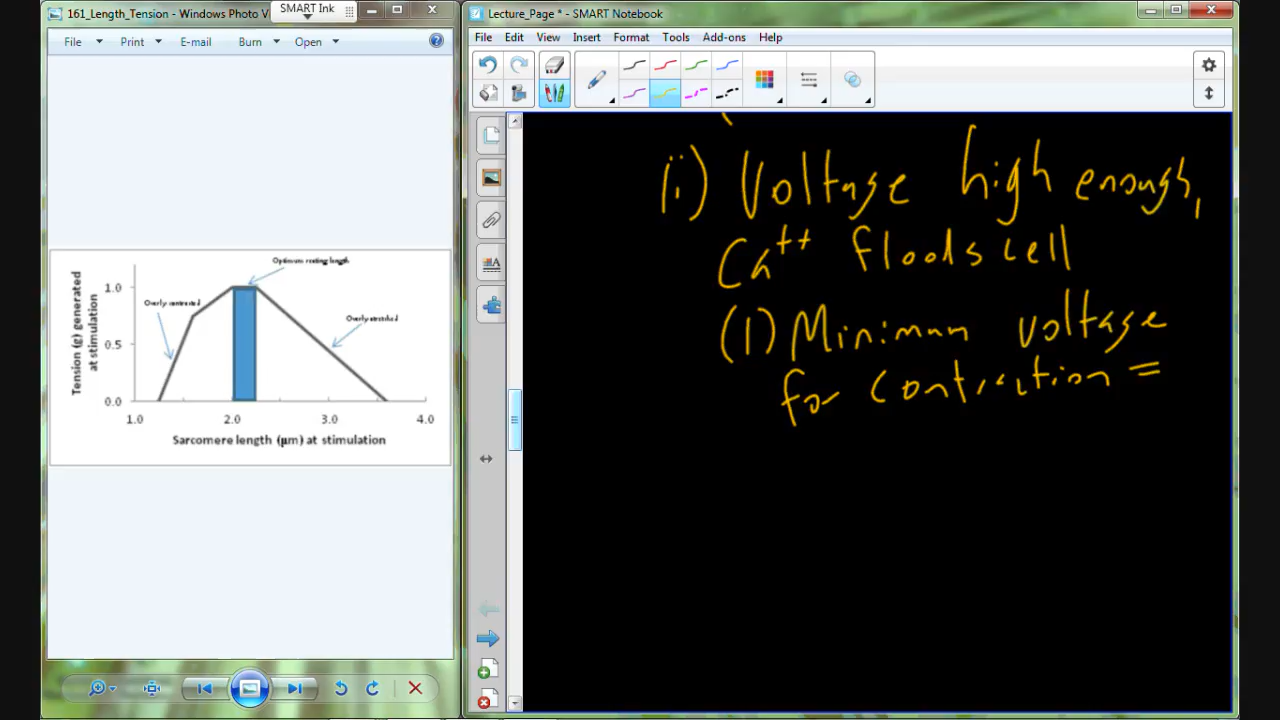 161_Length_Tension - Windows Photo V
SMART Ink
File Print E-mail Burn Open
Optimum resting length
Overly contracted
Overly stretched
Tension (g) generated
at stimulation
1.0
0.5
0.0
1.0 2.0 3.0 4.0
Sarcomere length (µm) at stimulation
Lecture_Page * - SMART Notebook
File Edit View Insert Format Tools Add-ons Help
ii) Voltage high enough,
Ca++ floods cell
(1) Minimum voltage
for contraction =